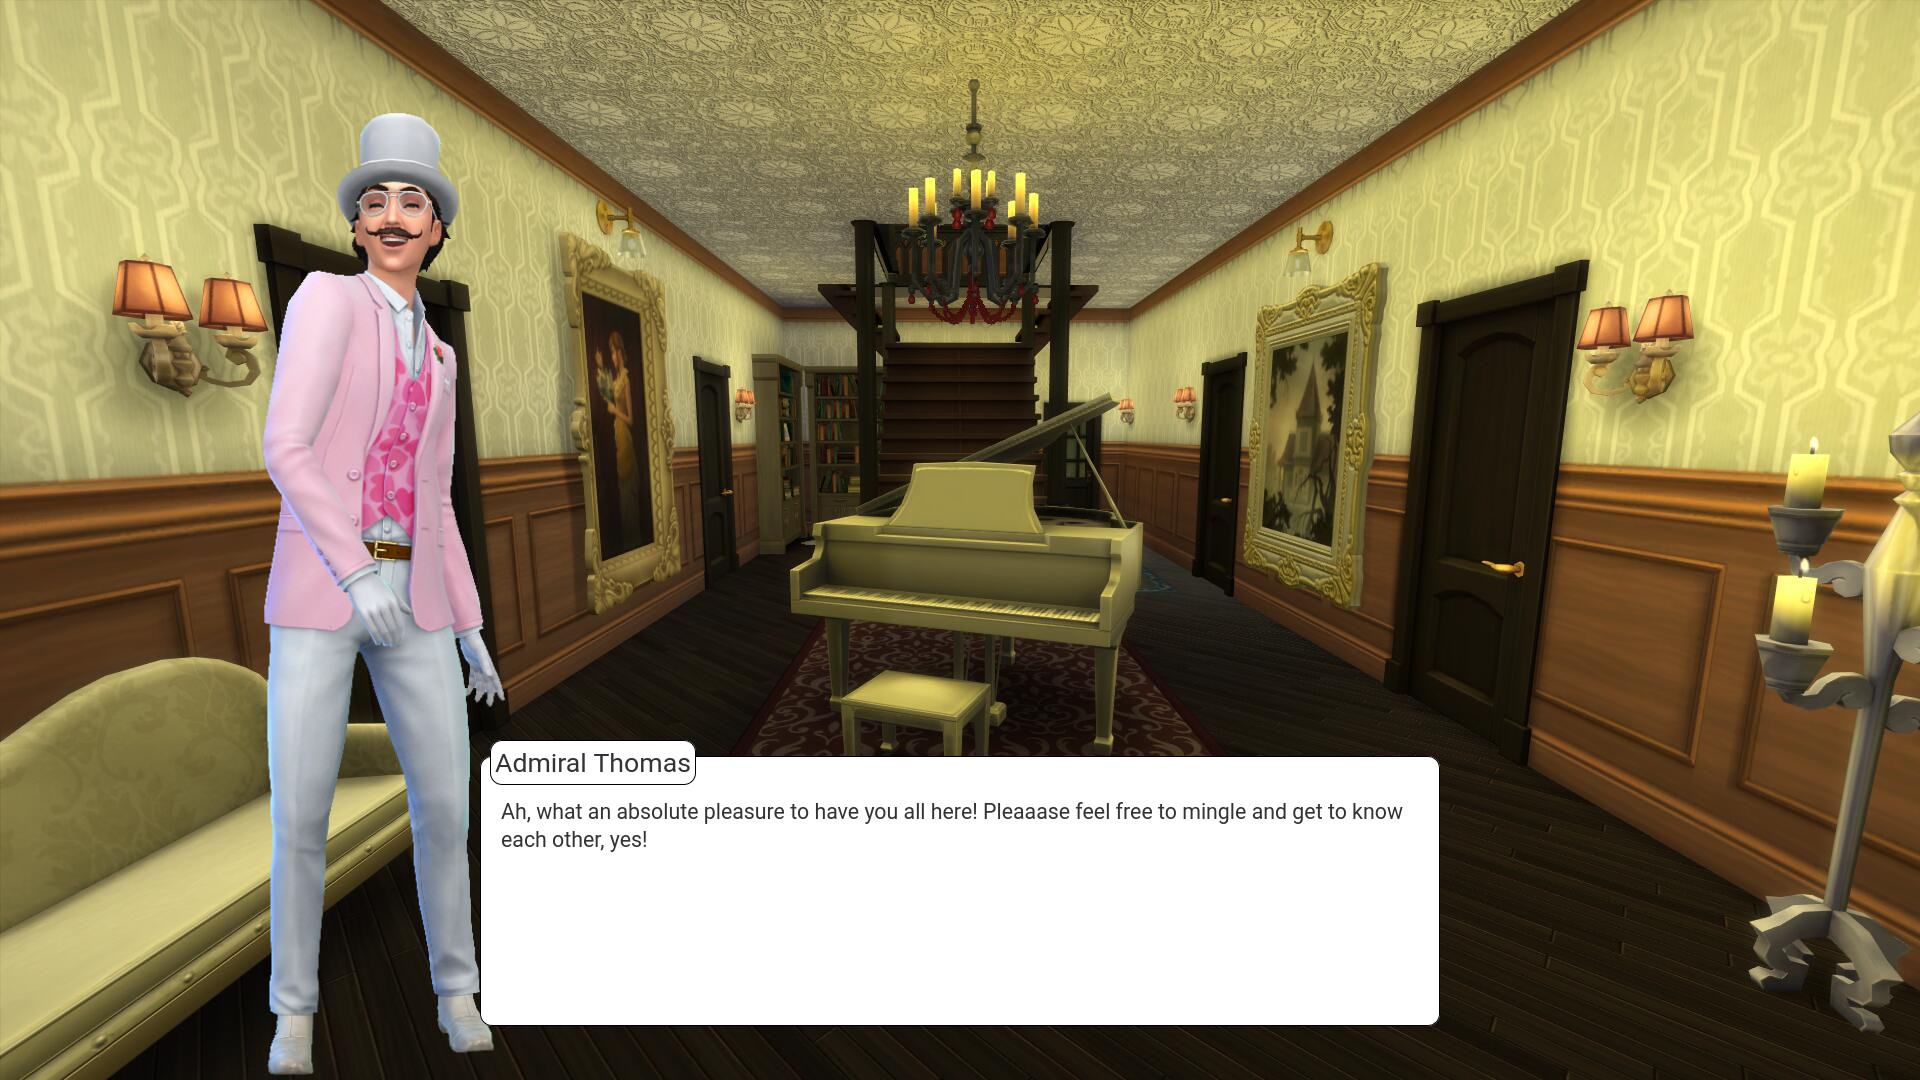 Admiral Thomas
Ah, what an absolute pleasure to have you all here! Pleaaase feel free to mingle and get to know
each other, yes!